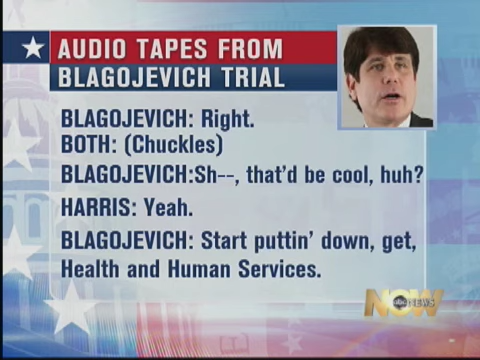 AUDIO TAPES FROM
BLAGOJEVICH TRIAL
BLAGOJEVICH: Right.
BOTH: (Chuckles)
BLAGOJEVICH:Sh--, that'd be cool, huh?
HARRIS: Yeah.
BLAGOJEVICH: Start puttin' down, get,
Health and Human Services.
NOW
abc NEWS